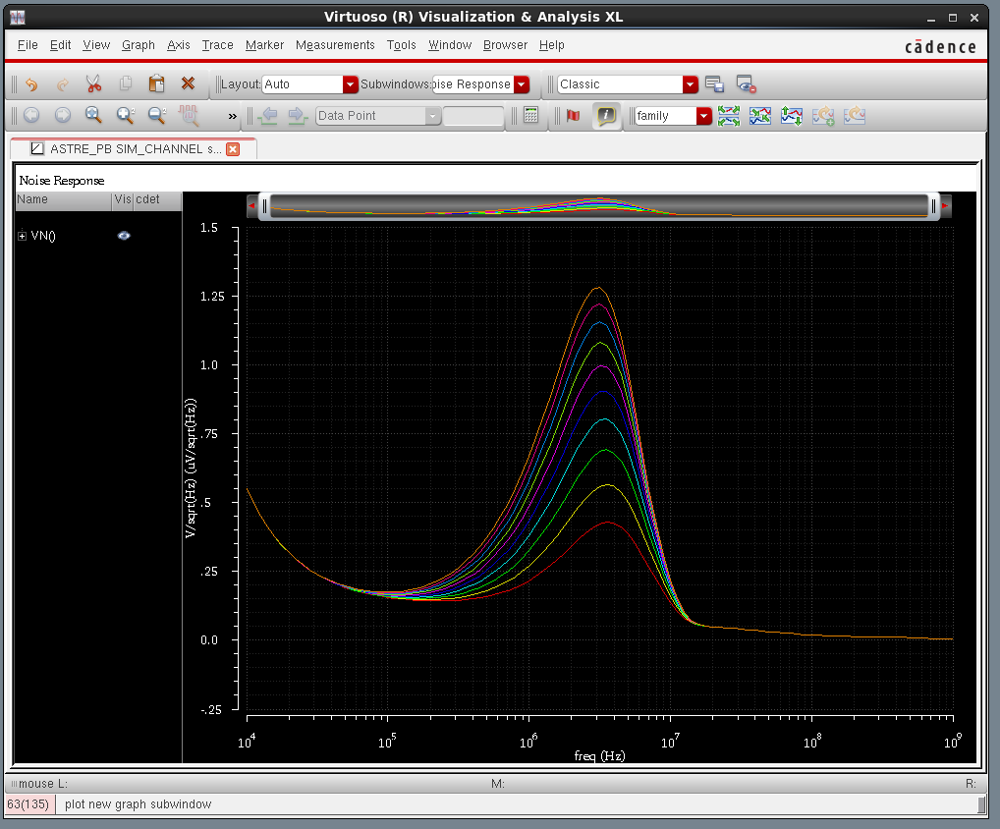 Virtuoso (R) Visualization & Analysis XL
File Edit View Graph Axis Trace Marker Measurements Tools Window Browser Help
cādence
Layout: Auto Subwindows: oise Response Classic
» Data Point family
ASTRE_PB SIM_CHANNEL s...
Noise Response
Name Vis cdet
VN()
1.5
1.25
1.0
.75
.5
.25
0.0
-.25
V/sqrt(Hz) (uV/sqrt(Hz))
10^4 10^5 10^6 10^7 10^8 10^9
freq (Hz)
mouse L: M: R:
63(135) plot new graph subwindow